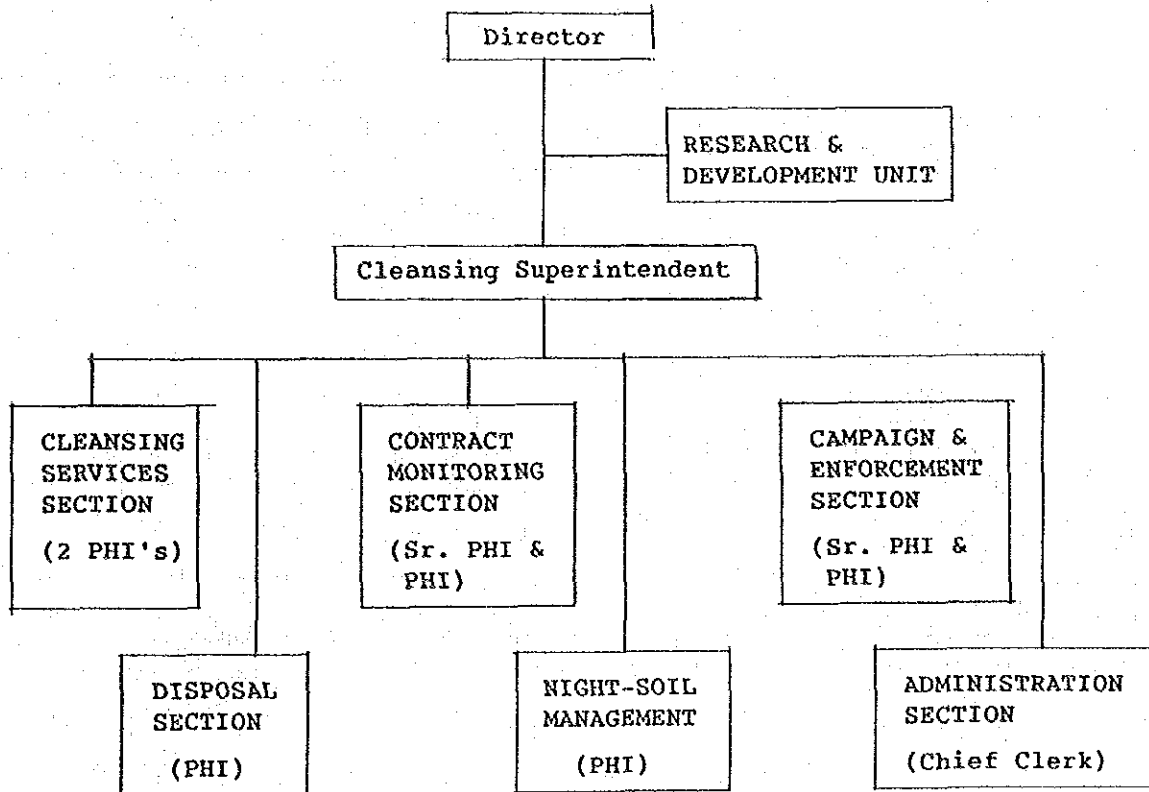 Director
RESEARCH &
DEVELOPMENT UNIT
Cleansing Superintendent
CLEANSING
SERVICES
SECTION
(2 PHI's)
CONTRACT
MONITORING
SECTION
(Sr. PHI &
PHI)
CAMPAIGN &
ENFORCEMENT
SECTION
(Sr. PHI &
PHI)
DISPOSAL
SECTION
(PHI)
NIGHT-SOIL
MANAGEMENT
(PHI)
ADMINISTRATION
SECTION
(Chief Clerk)